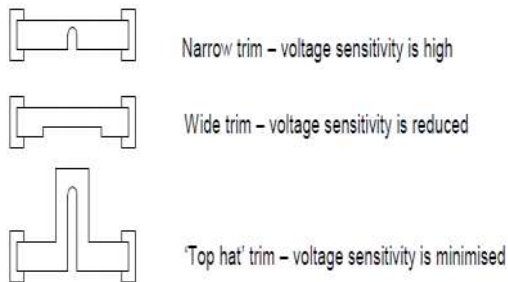 Narrow trim – voltage sensitivity is high
Wide trim – voltage sensitivity is reduced
‘Top hat’ trim – voltage sensitivity is minimised